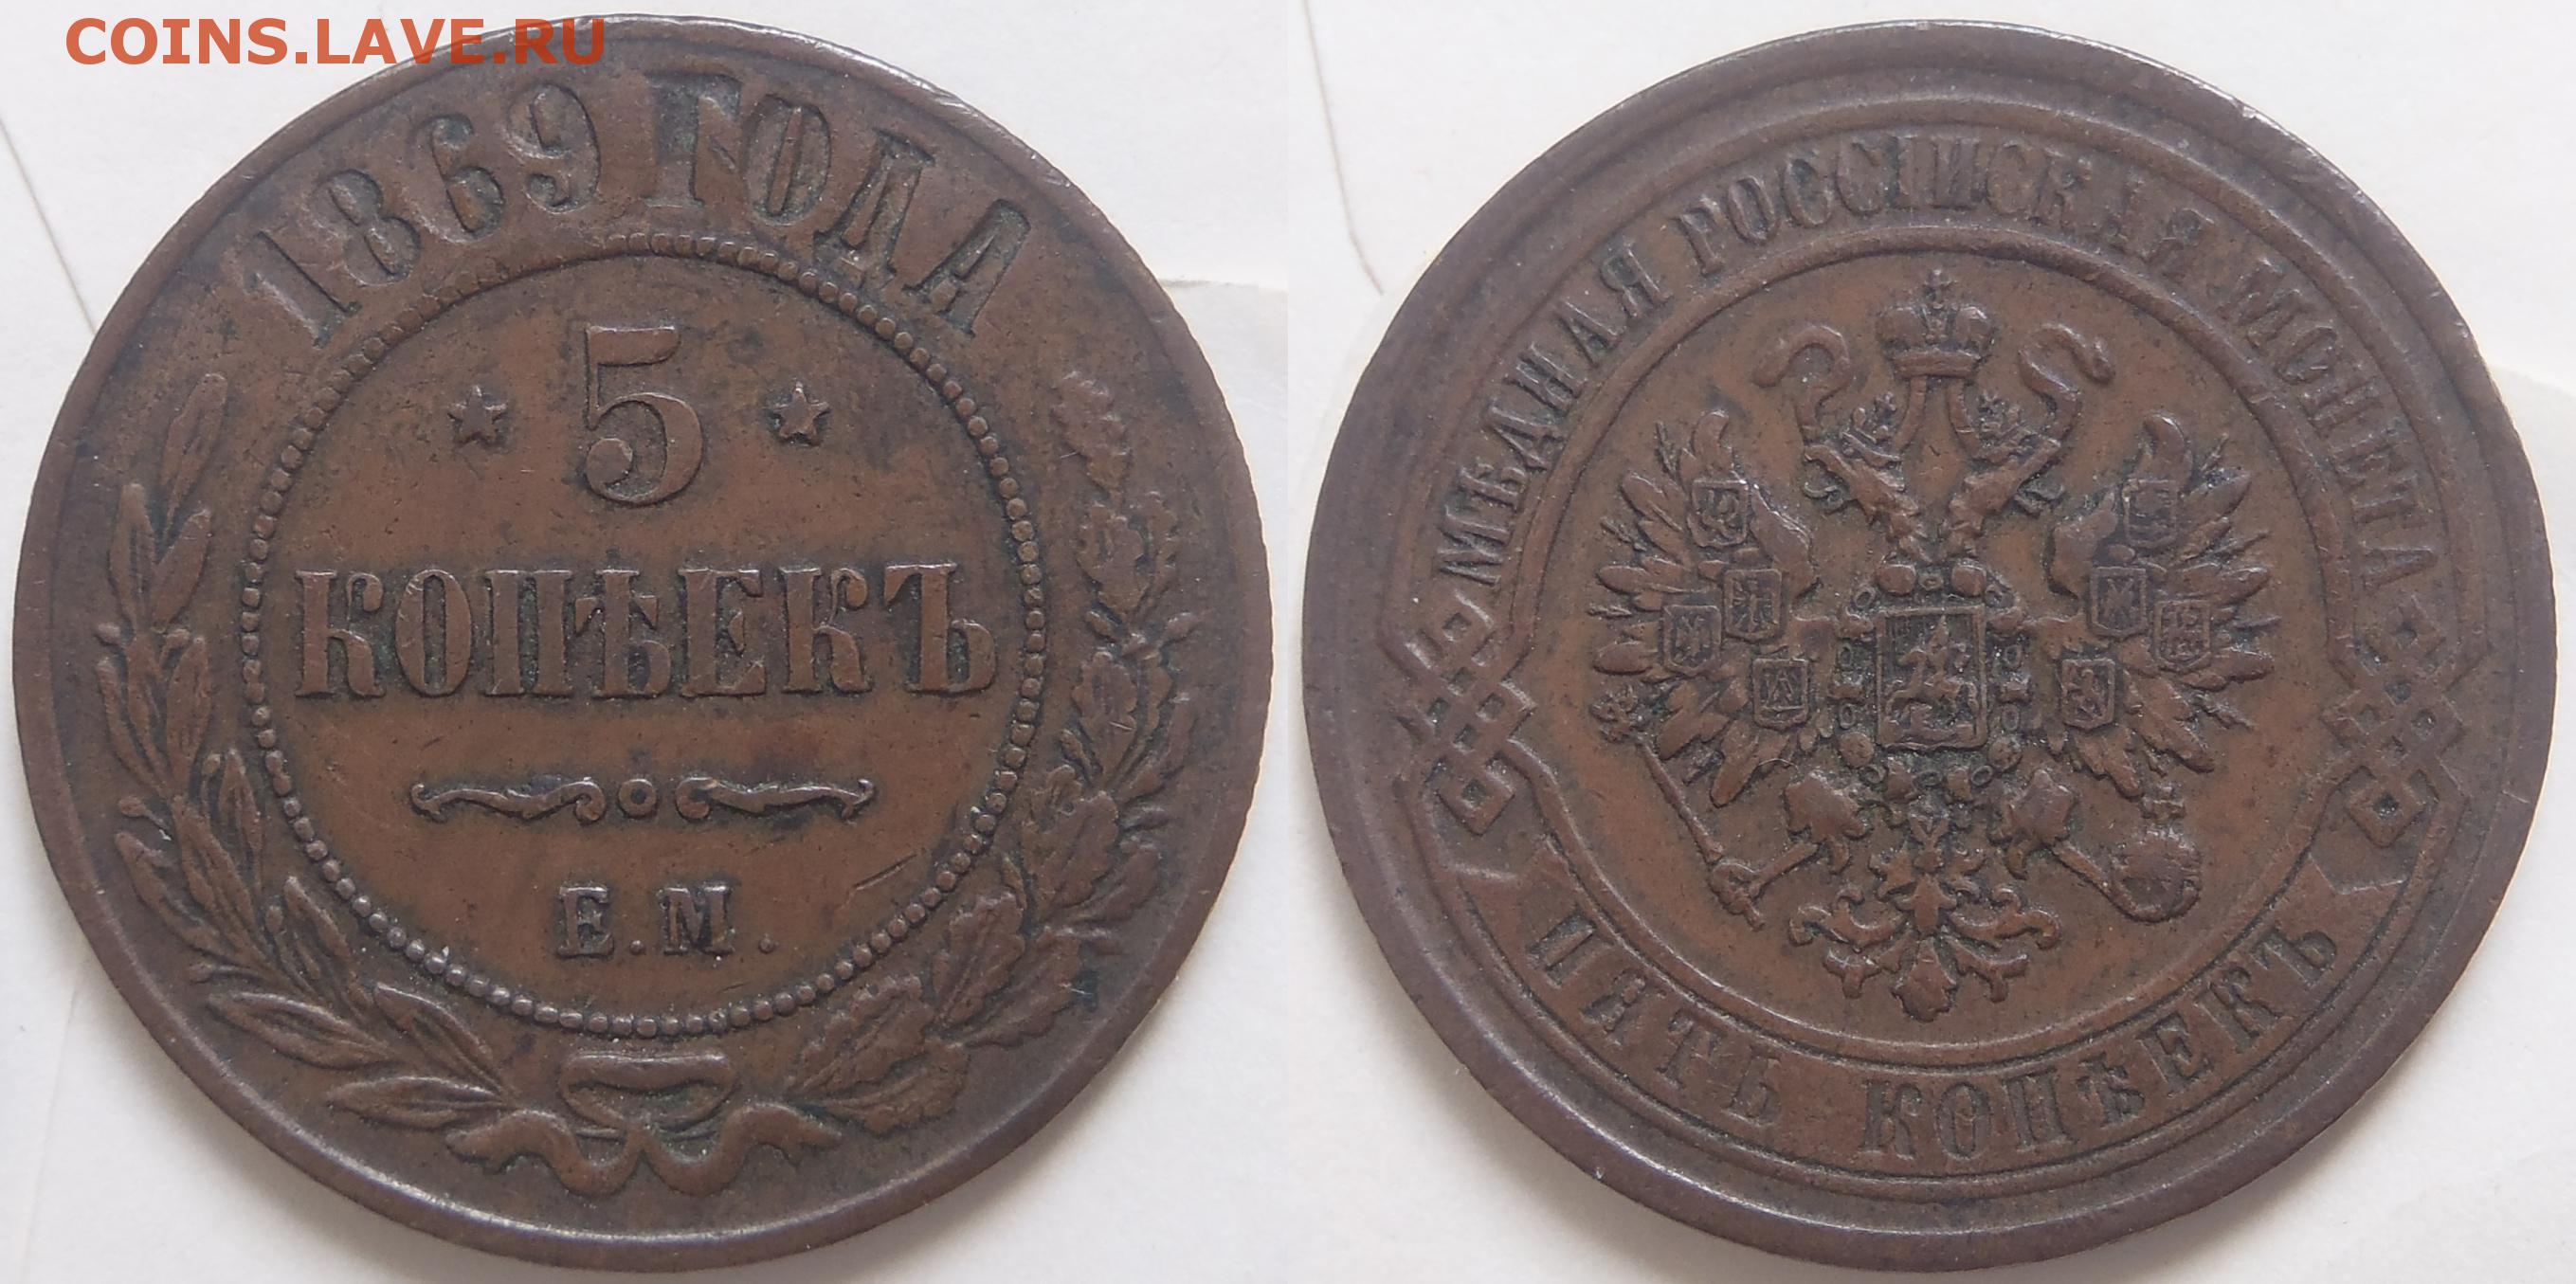 COINS.LAVE.RU
1869 ГОДА
5
КОПѢЕКЪ
Е.М.
МѢДНАЯ РОССІЙСКАЯ МОНЕТА
ПЯТЬ КОПѢЕКЪ